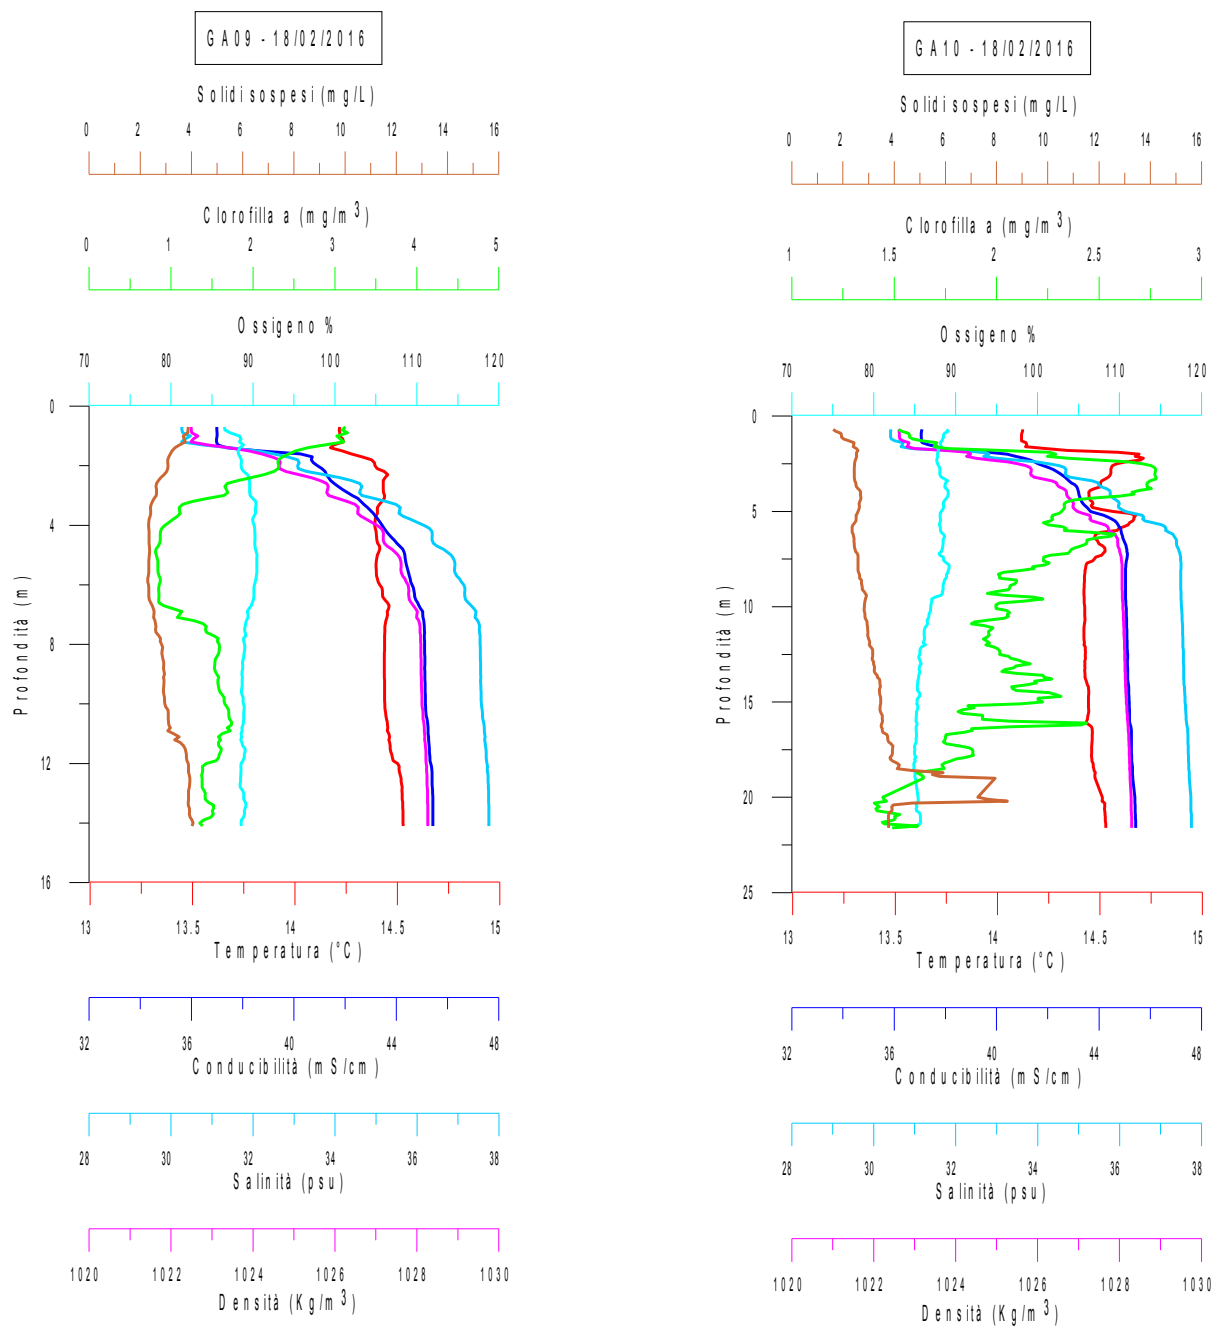 GA09 - 18/02/2016
Solidi sospesi (mg/L)
0 2 4 6 8 10 12 14 16
Clorofilla a (mg/m3)
0 1 2 3 4 5
Ossigeno %
70 80 90 100 110 120
0
4
8
12
16
Profondità (m)
13 13.5 14 14.5 15
Temperatura (°C)
32 36 40 44 48
Conducibilità (mS/cm)
28 30 32 34 36 38
Salinità (psu)
1020 1022 1024 1026 1028 1030
Densità (Kg/m3)
GA10 - 18/02/2016
Solidi sospesi (mg/L)
0 2 4 6 8 10 12 14 16
Clorofilla a (mg/m3)
1 1.5 2 2.5 3
Ossigeno %
70 80 90 100 110 120
0
5
10
15
20
25
Profondità (m)
13 13.5 14 14.5 15
Temperatura (°C)
32 36 40 44 48
Conducibilità (mS/cm)
28 30 32 34 36 38
Salinità (psu)
1020 1022 1024 1026 1028 1030
Densità (Kg/m3)